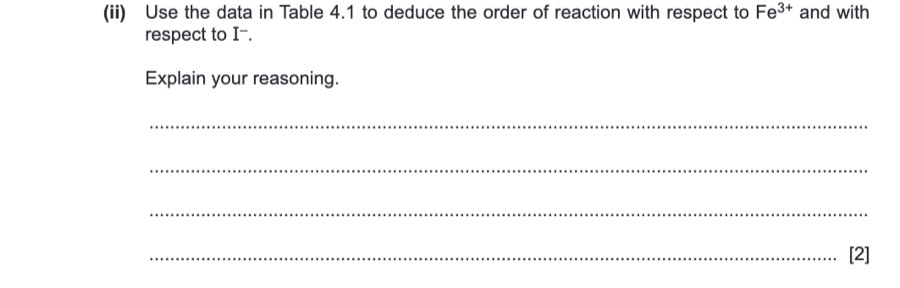 (ii) Use the data in Table 4.1 to deduce the order of reaction with respect to Fe³⁺ and with
respect to I⁻.
Explain your reasoning.
..........................................................................................
..........................................................................................
..........................................................................................
.......................................................................................... [2]